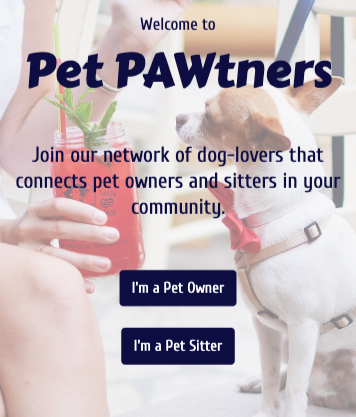 Welcome to
Pet PAWtners
Join our network of dog-lovers that
connects pet owners and sitters in your
community.
I'm a Pet Owner
I'm a Pet Sitter